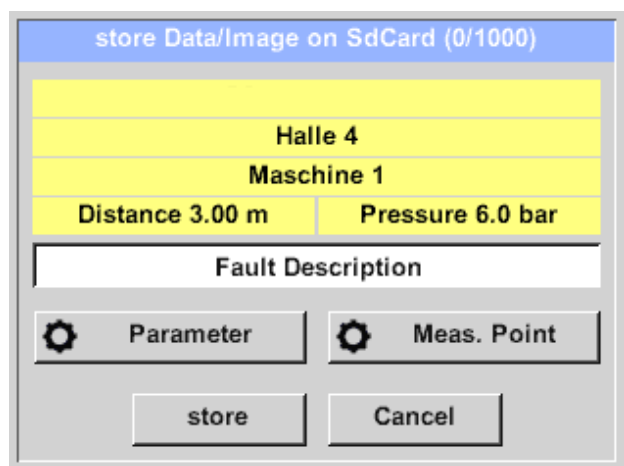 store Data/Image on SdCard (0/1000)
Halle 4
Maschine 1
Distance 3.00 m Pressure 6.0 bar
Fault Description
Parameter Meas. Point
store Cancel